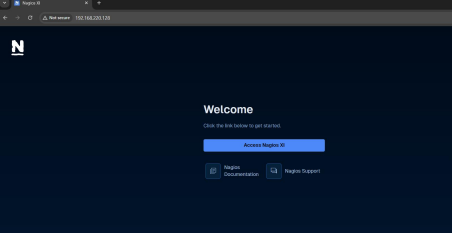 Nagios XI
Not secure 192.168.220.128
N
Welcome
Click the link below to get started.
Access Nagios XI
Nagios
Documentation
Nagios Support